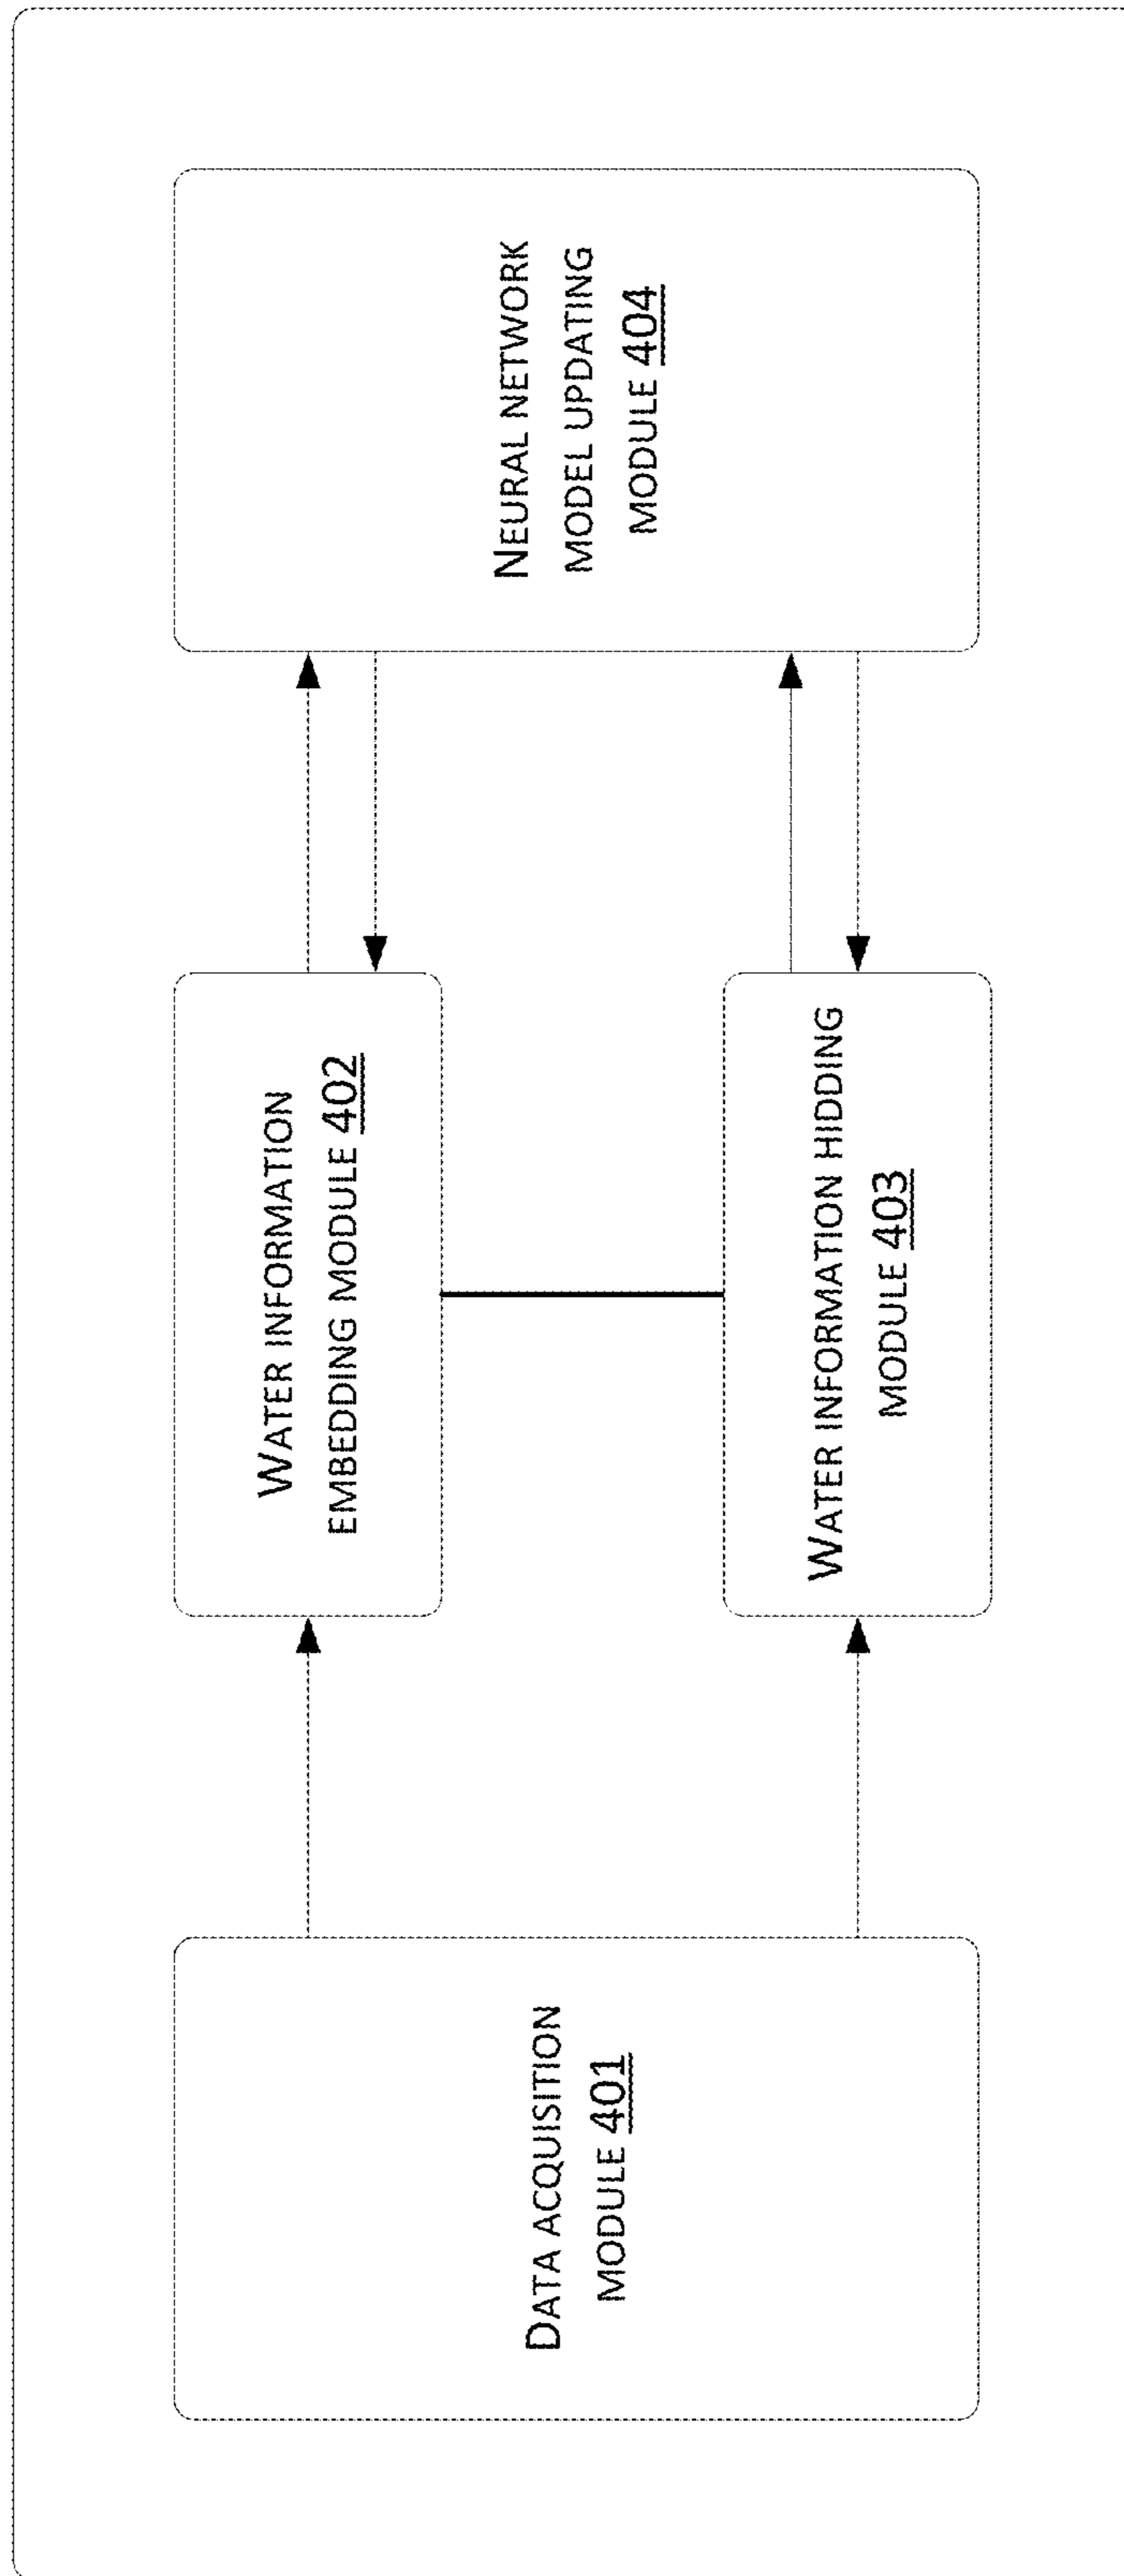 DATA ACQUISITION
MODULE 401
WATER INFORMATION
EMBEDDING MODULE 402
WATER INFORMATION HIDDING
MODULE 403
NEURAL NETWORK
MODEL UPDATING
MODULE 404